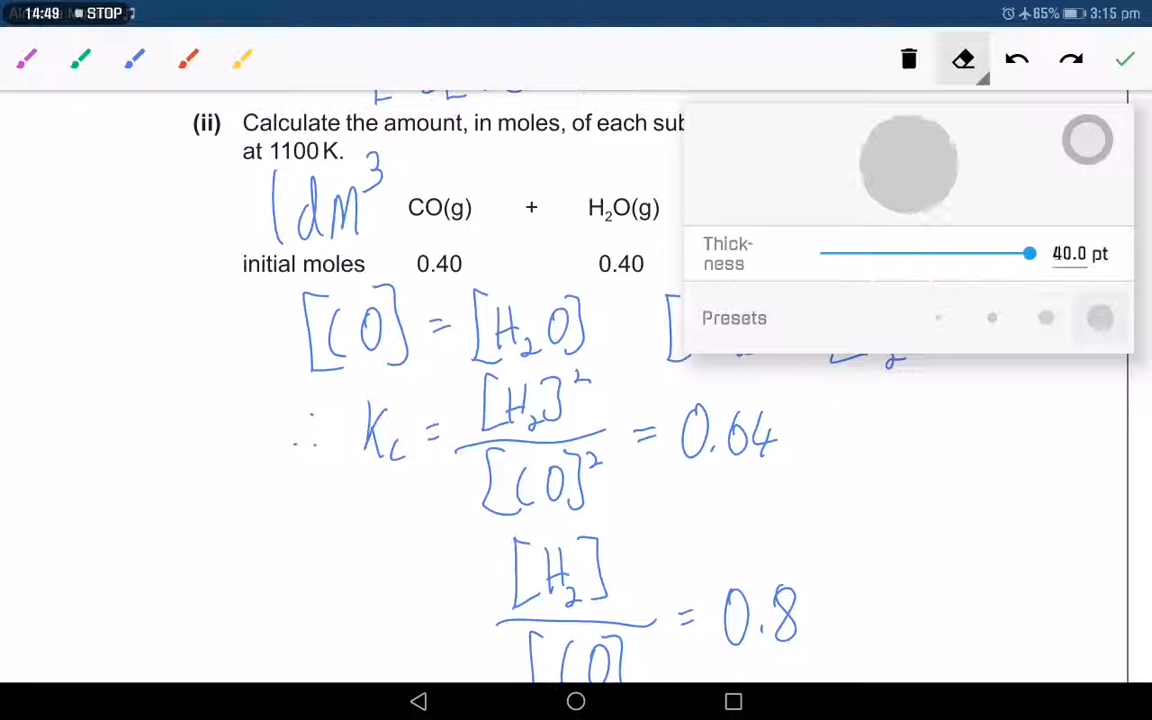 14:49 STOP 65% 3:15 pm
(ii) Calculate the amount, in moles, of each sub
at 1100 K.
1dm³
CO(g) + H₂O(g)
initial moles 0.40 0.40
Thick-
ness
40.0 pt
Presets
[CO] = [H₂O] [
∴ Kc = [H₂]² / [CO]² = 0.64
[H₂] / [CO] = 0.8